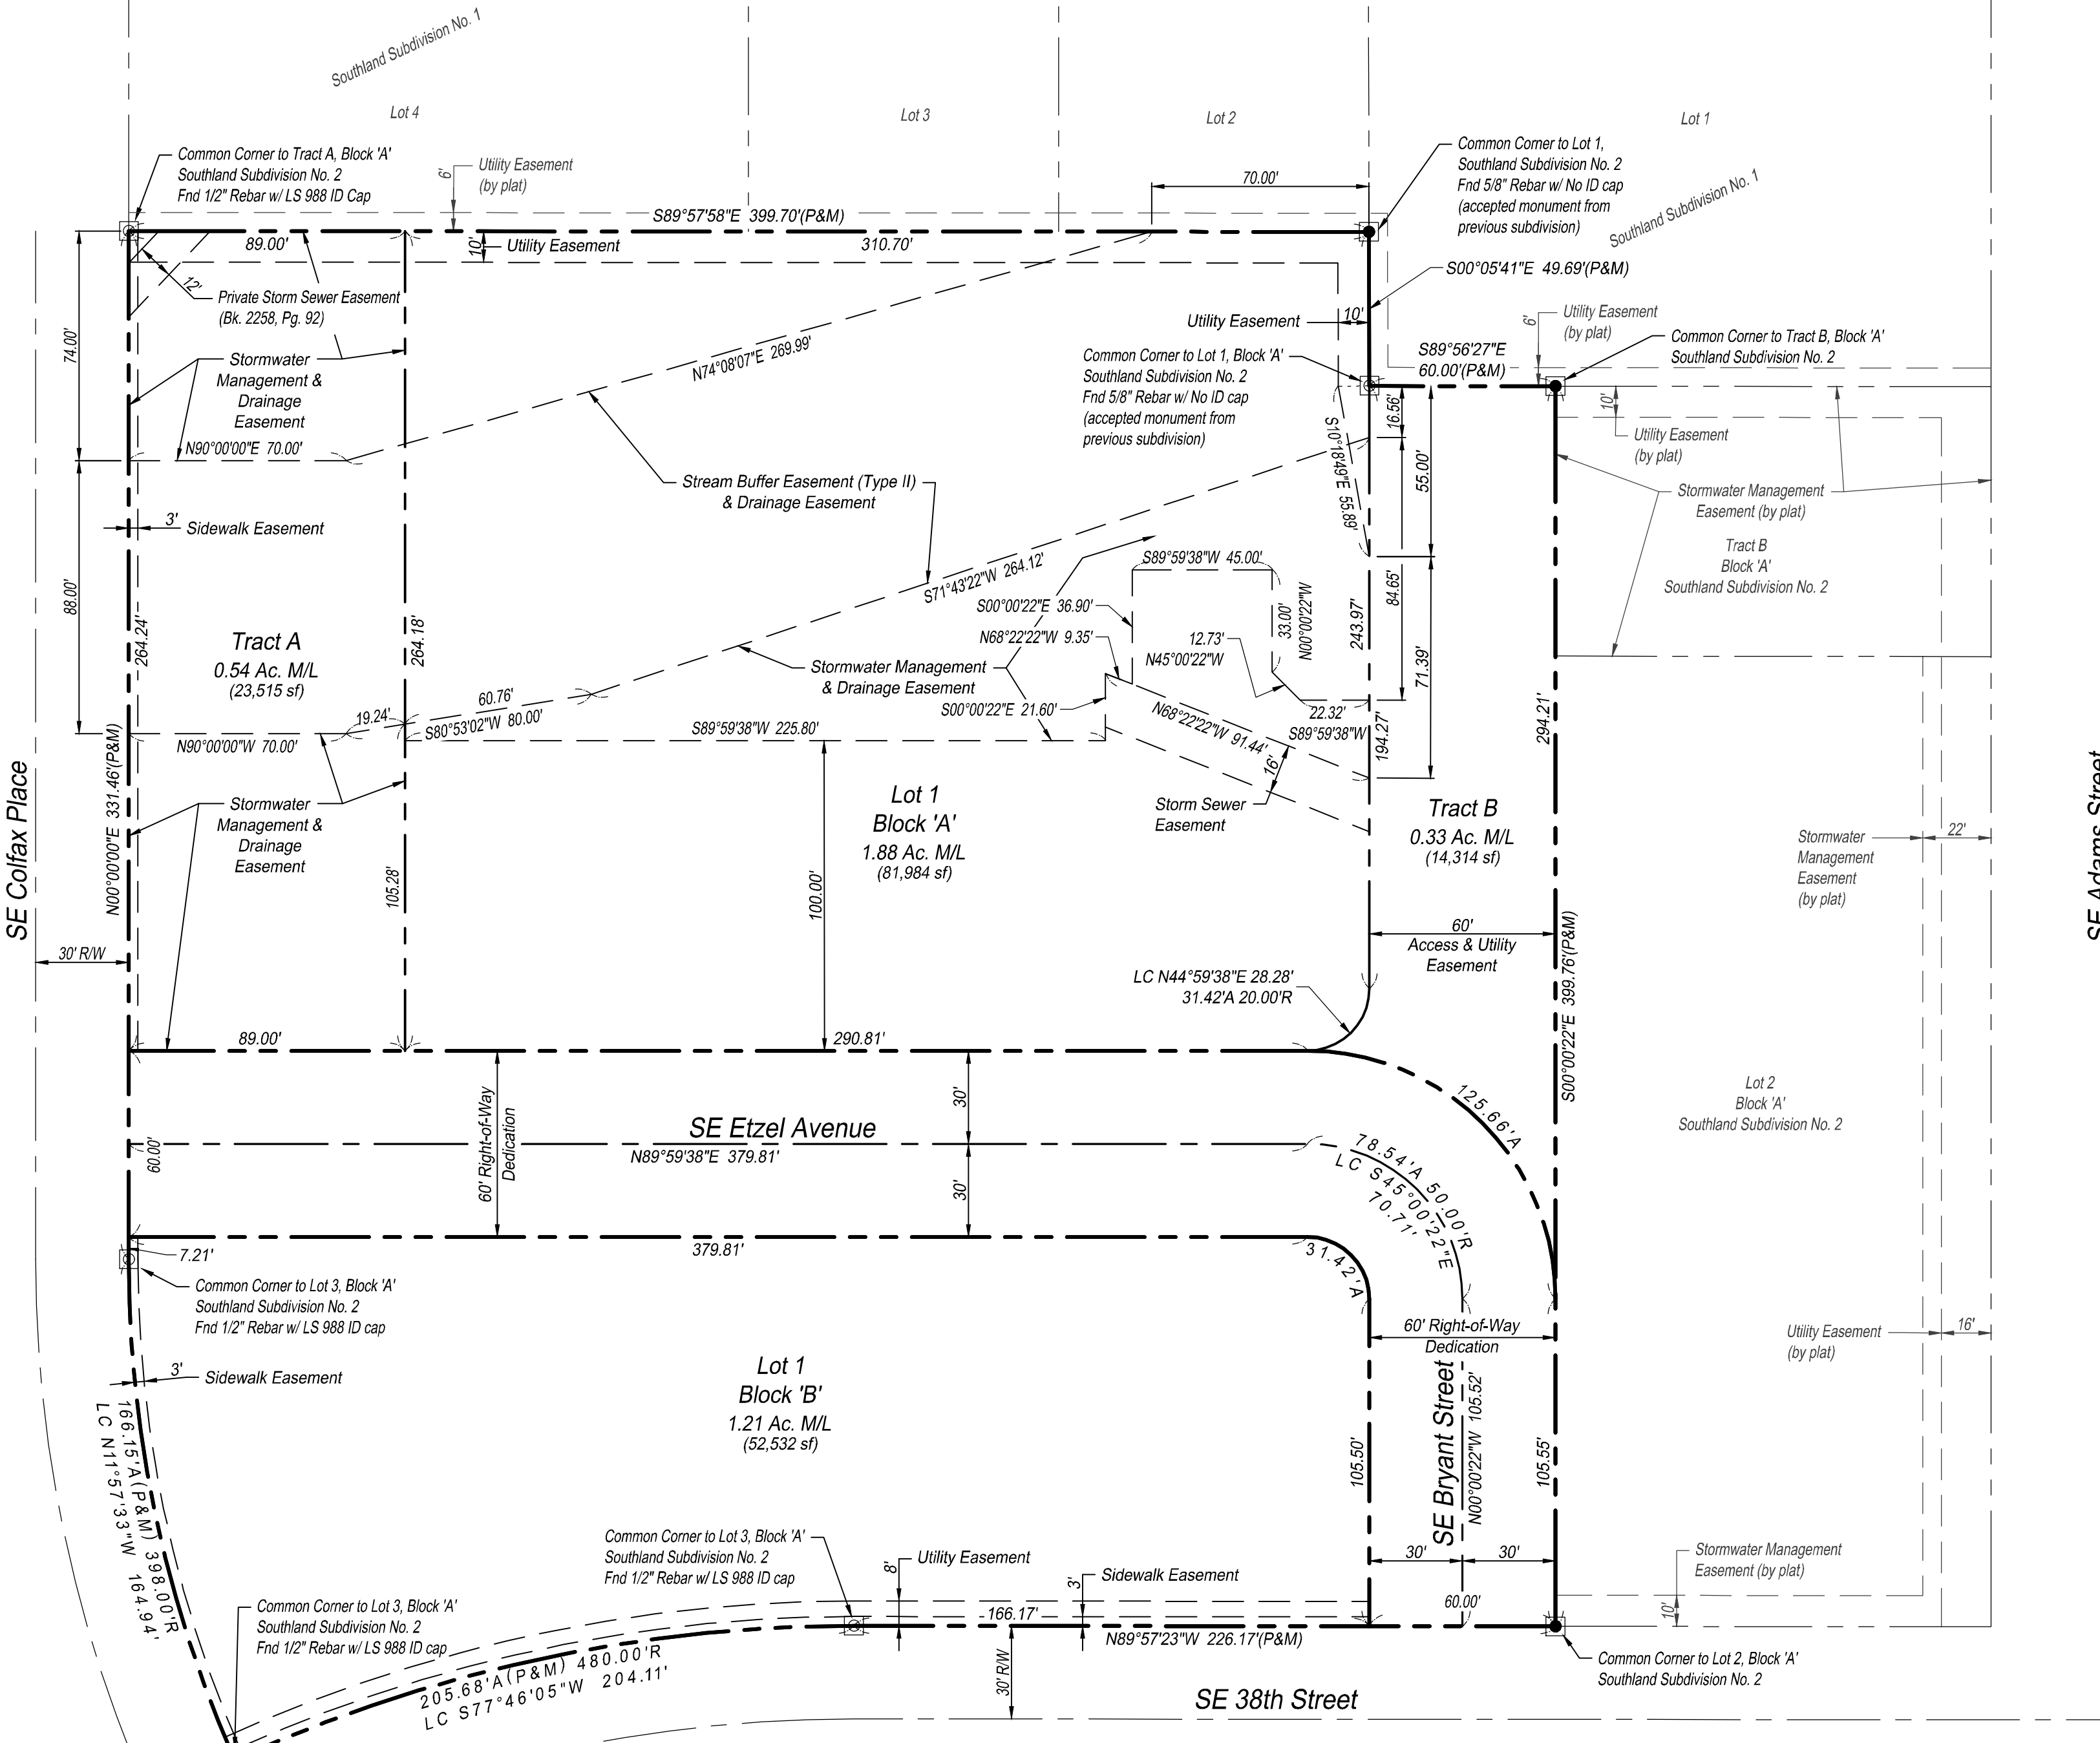 Southland Subdivision No. 1
Lot 4
Lot 3
Lot 2
Lot 1
Common Corner to Tract A, Block 'A'
Southland Subdivision No. 2
Fnd 1/2" Rebar w/ LS 988 ID Cap
6'
Utility Easement
(by plat)
70.00'
Common Corner to Lot 1,
Southland Subdivision No. 2
Fnd 5/8" Rebar w/ No ID cap
(accepted monument from
previous subdivision)
Southland Subdivision No. 1
S89°57'58"E 399.70'(P&M)
89.00'
10'
Utility Easement
310.70'
S00°05'41"E 49.69'(P&M)
12'
Private Storm Sewer Easement
(Bk. 2258, Pg. 92)
74.00'
Stormwater
Management &
Drainage
Easement
N90°00'00"E 70.00'
N74°08'07"E 269.99'
Utility Easement
10'
Common Corner to Lot 1, Block 'A'
Southland Subdivision No. 2
Fnd 5/8" Rebar w/ No ID cap
(accepted monument from
previous subdivision)
S89°56'27"E
60.00'(P&M)
6'
Utility Easement
(by plat)
Common Corner to Tract B, Block 'A'
Southland Subdivision No. 2
16.56'
55.00'
S10°18'49"E 55.89'
10'
Utility Easement
(by plat)
Stormwater Management
Easement (by plat)
Tract B
Block 'A'
Southland Subdivision No. 2
Stream Buffer Easement (Type II)
& Drainage Easement
3'
Sidewalk Easement
88.00'
264.24'
Tract A
0.54 Ac. M/L
(23,515 sf)
264.18'
S71°43'22"W 264.12'
S89°59'38"W 45.00'
S00°00'22"E 36.90'
N68°22'22"W 9.35'
12.73'
N45°00'22"W
33.00'
N00°00'22"W
243.97'
84.65'
71.39'
Stormwater Management
& Drainage Easement
S00°00'22"E 21.60'
19.24'
60.76'
S80°53'02"W 80.00'
S89°59'38"W 225.80'
N90°00'00"W 70.00'
N68°22'22"W 91.44'
16'
22.32'
S89°59'38"W
194.27'
294.21'
N00°00'00"E 331.46'(P&M)
SE Colfax Place
Stormwater
Management &
Drainage
Easement
105.28'
100.00'
Lot 1
Block 'A'
1.88 Ac. M/L
(81,984 sf)
Storm Sewer
Easement
Tract B
0.33 Ac. M/L
(14,314 sf)
Stormwater
Management
Easement
(by plat)
22'
SE Adams Street
60'
Access & Utility
Easement
30' R/W
LC N44°59'38"E 28.28'
31.42'A 20.00'R
S00°00'22"E 399.76'(P&M)
89.00'
290.81'
60' Right-of-Way
Dedication
30'
30'
SE Etzel Avenue
N89°59'38"E 379.81'
60.00'
125.66'A
78.54'A 50.00'R
LC S45°00'22"E
70.71'
Lot 2
Block 'A'
Southland Subdivision No. 2
7.21'
379.81'
31.42'A
Common Corner to Lot 3, Block 'A'
Southland Subdivision No. 2
Fnd 1/2" Rebar w/ LS 988 ID cap
60' Right-of-Way
Dedication
Utility Easement
(by plat)
16'
3'
Sidewalk Easement
Lot 1
Block 'B'
1.21 Ac. M/L
(52,532 sf)
166.15'A(P&M) 398.00'R
LC N11°57'33"W 164.94'
105.50'
SE Bryant Street
N00°00'22"W 105.52'
105.55'
Common Corner to Lot 3, Block 'A'
Southland Subdivision No. 2
Fnd 1/2" Rebar w/ LS 988 ID cap
8'
Utility Easement
3'
Sidewalk Easement
30'
30'
60.00'
Stormwater Management
Easement (by plat)
10'
Common Corner to Lot 3, Block 'A'
Southland Subdivision No. 2
Fnd 1/2" Rebar w/ LS 988 ID cap
166.17'
N89°57'23"W 226.17'(P&M)
205.68'A(P&M) 480.00'R
LC S77°46'05"W 204.11'
30' R/W
SE 38th Street
Common Corner to Lot 2, Block 'A'
Southland Subdivision No. 2